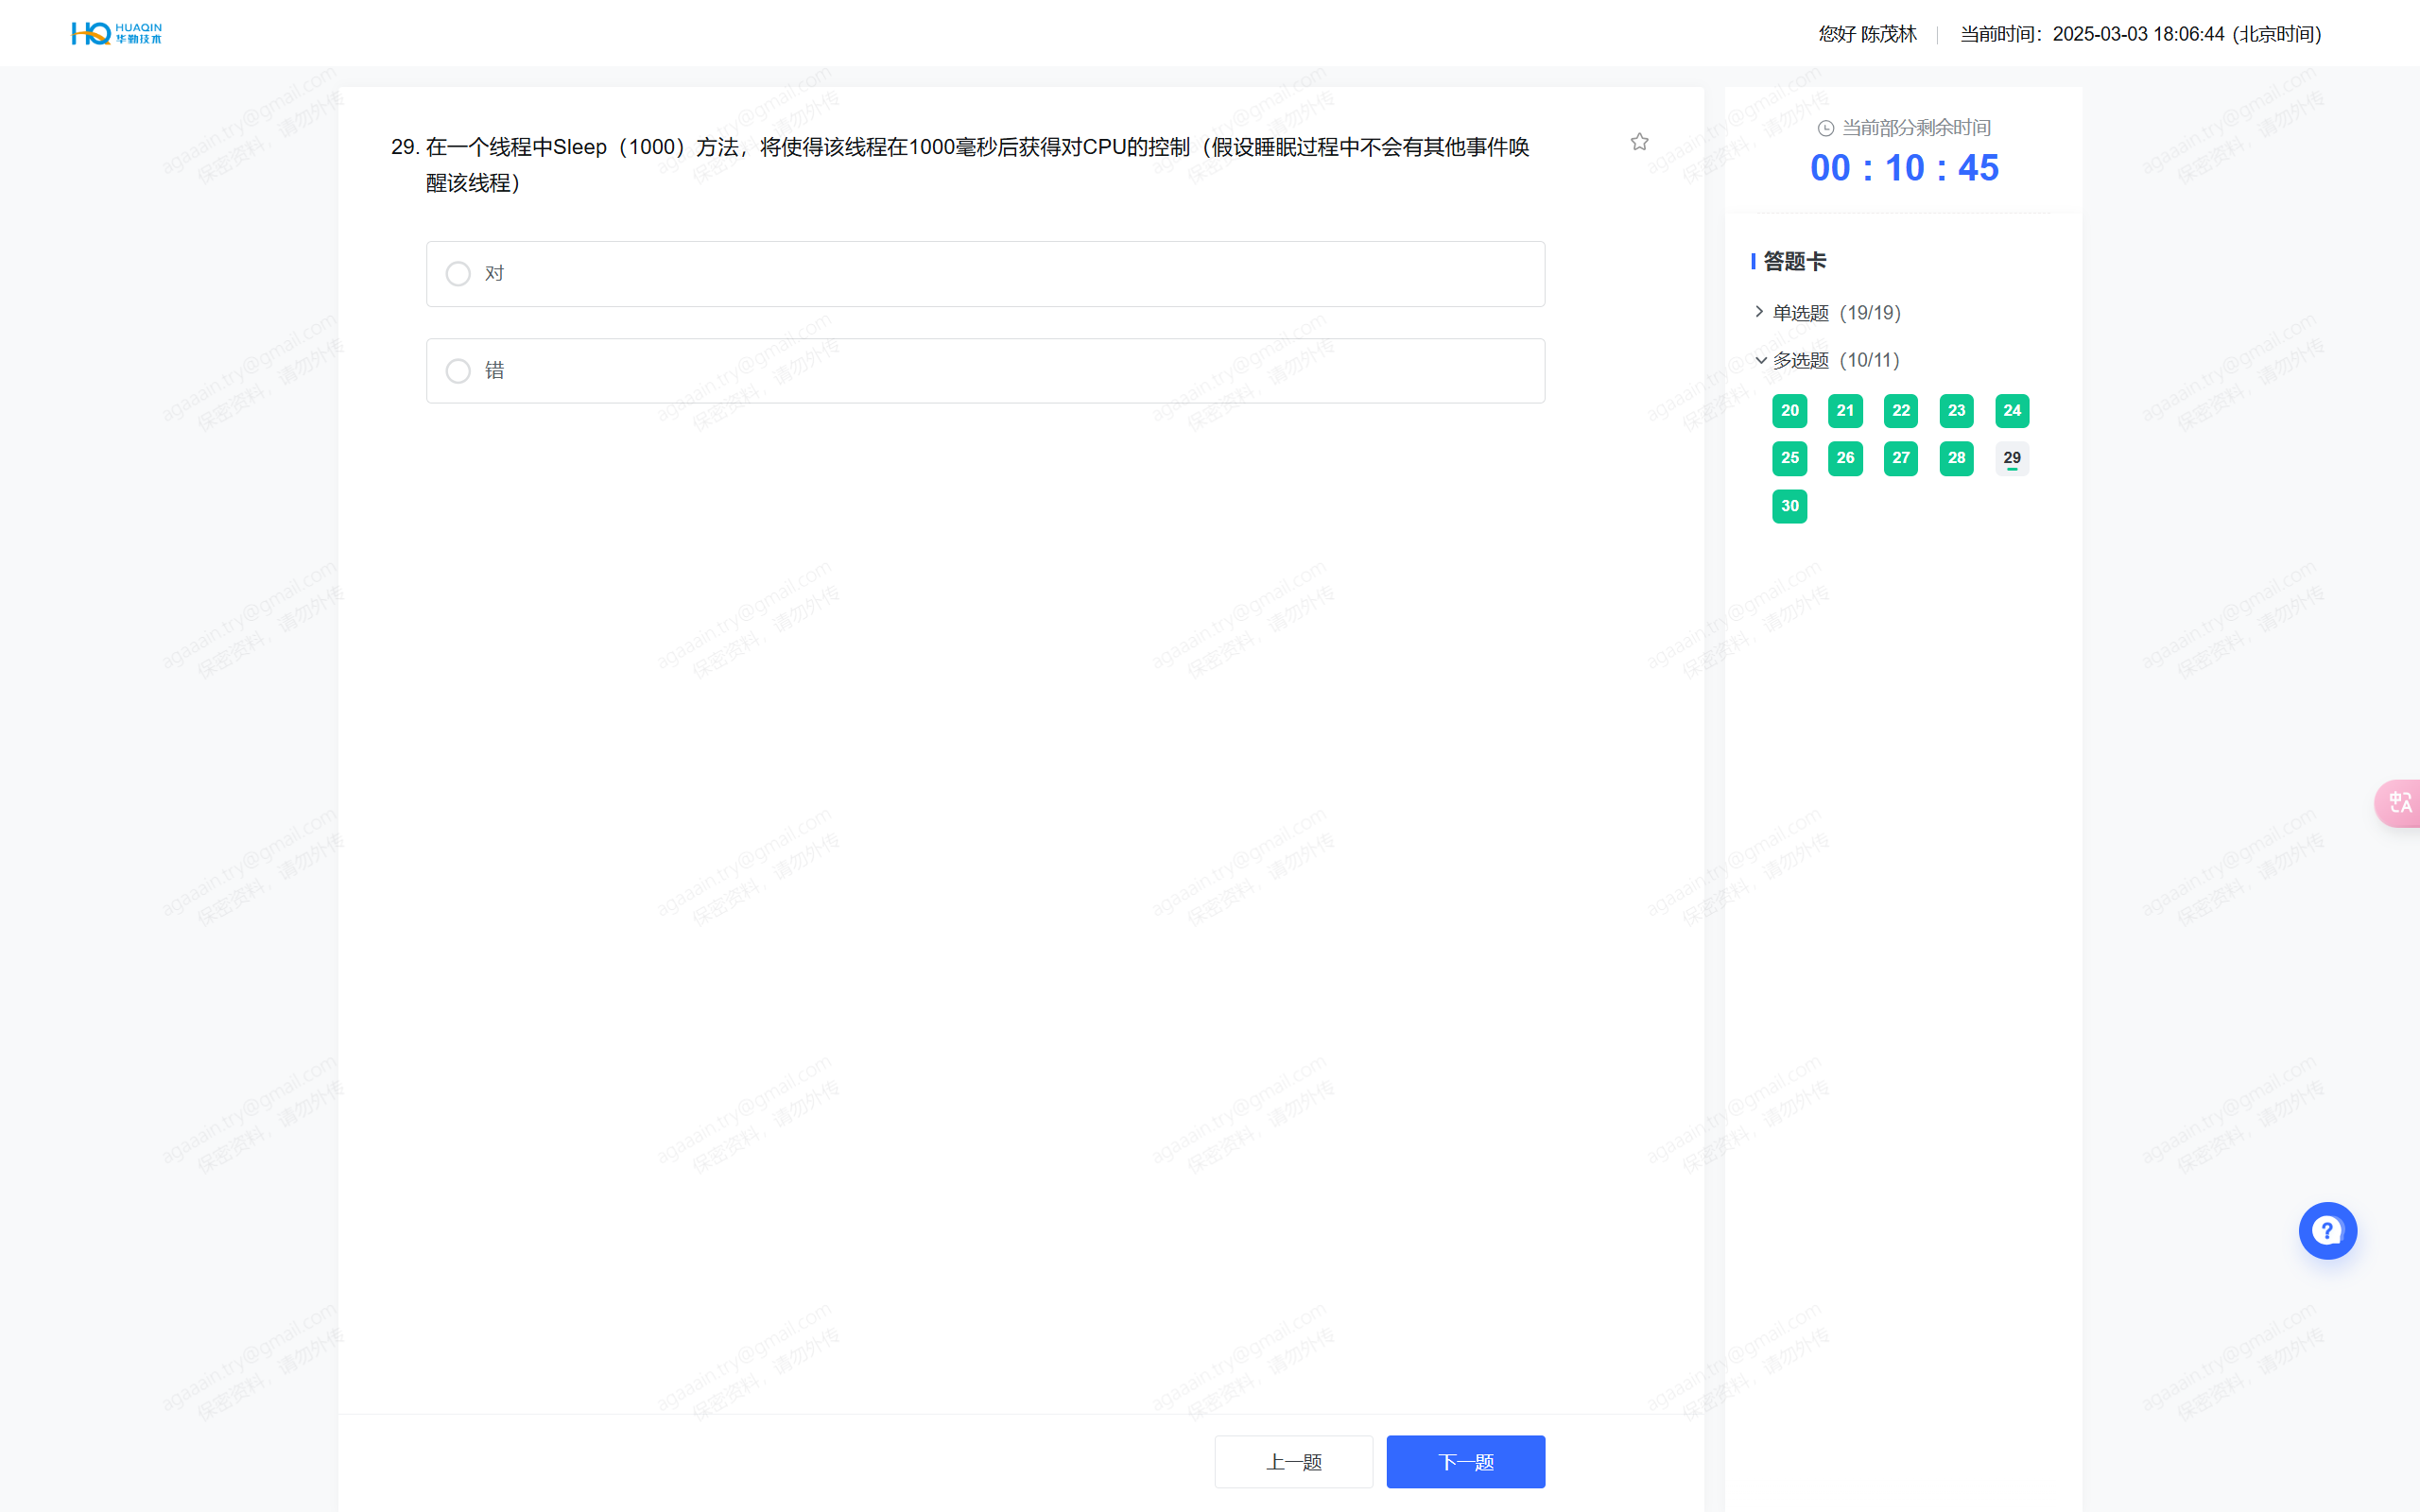 HQ HUAQIN
华勤技术
您好 陈茂林
当前时间：2025-03-03 18:06:44 (北京时间)
29. 在一个线程中Sleep（1000）方法，将使得该线程在1000毫秒后获得对CPU的控制（假设睡眠过程中不会有其他事件唤
醒该线程）
对
错
上一题
下一题
当前部分剩余时间
00 : 10 : 45
答题卡
单选题（19/19）
多选题（10/11）
20 21 22 23 24
25 26 27 28 29
30
agaaain.try@gmail.com
保密资料，请勿外传